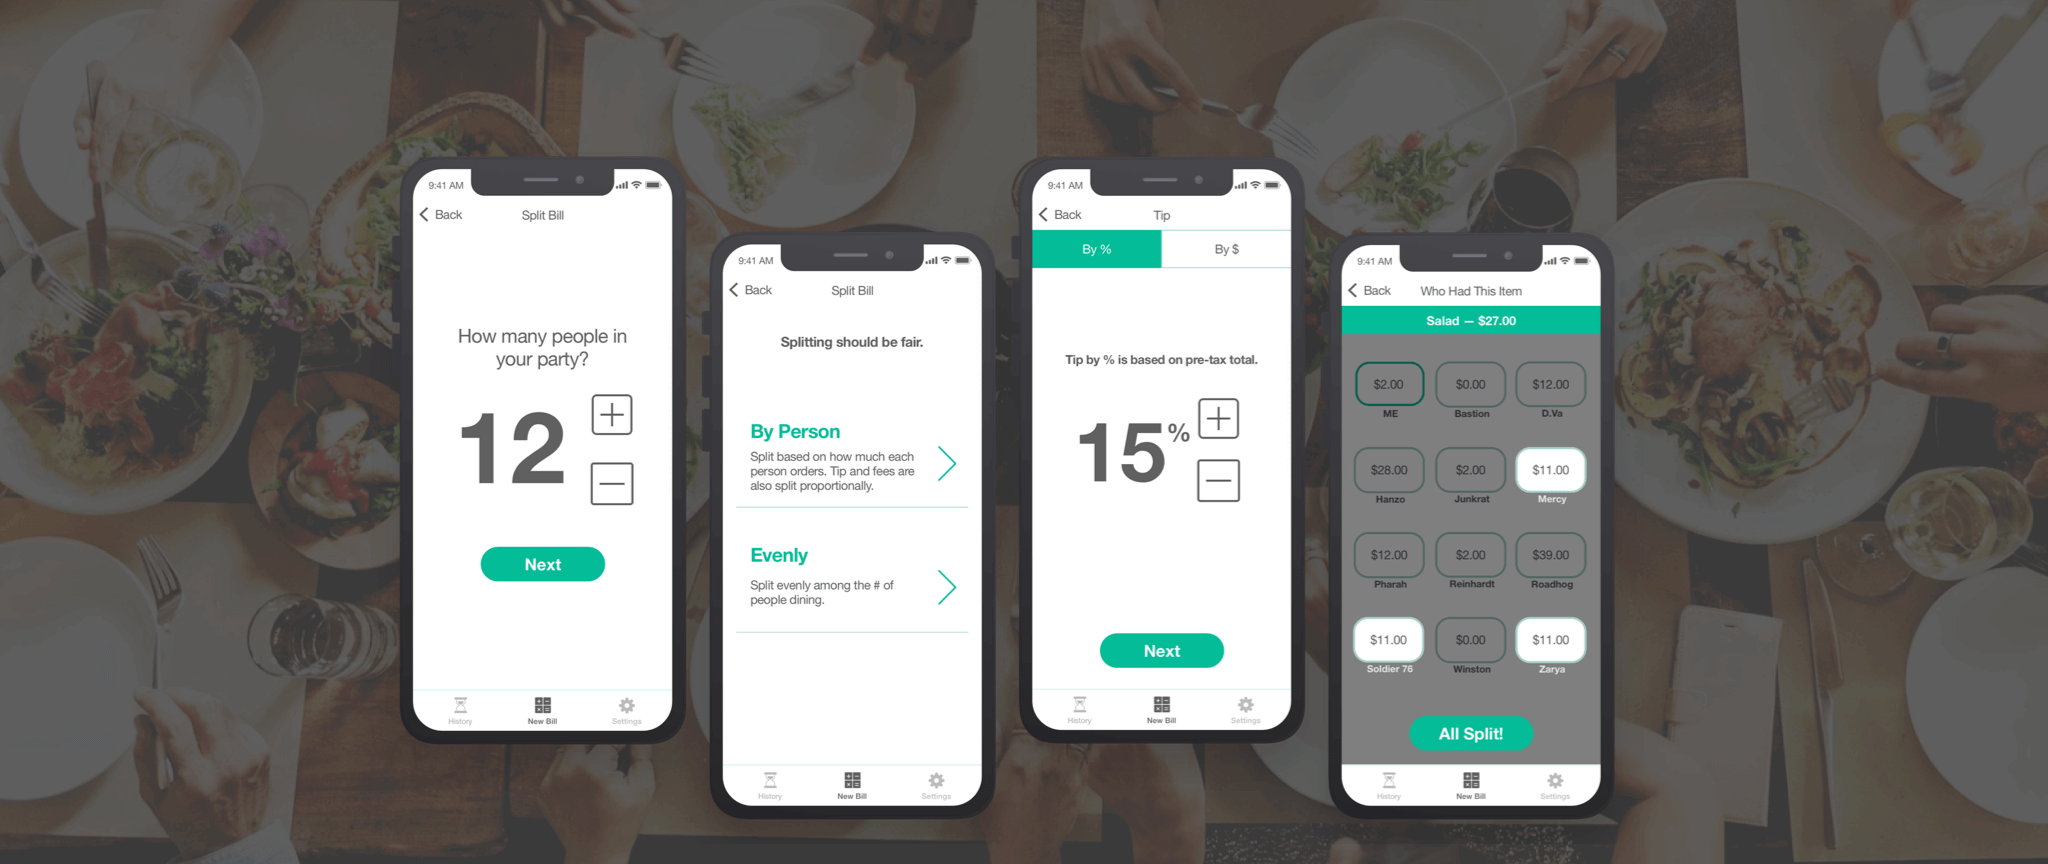 9:41 AM
Back
Split Bill
How many people in
your party?
12
Next
History
New Bill
Settings
9:41 AM
Back
Split Bill
Splitting should be fair.
By Person
Split based on how much each
person orders. Tip and fees are
also split proportionally.
Evenly
Split evenly among the # of
people dining.
History
New Bill
Settings
9:41 AM
Back
Tip
By %
By $
Tip by % is based on pre-tax total.
15%
Next
History
New Bill
Settings
9:41 AM
Back
Who Had This Item
Salad — $27.00
$2.00 $0.00 $12.00
ME Bastion D.Va
$28.00 $2.00 $11.00
Hanzo Junkrat Mercy
$12.00 $2.00 $39.00
Pharah Reinhardt Roadhog
$11.00 $0.00 $11.00
Soldier 76 Winston Zarya
All Split!
History
New Bill
Settings